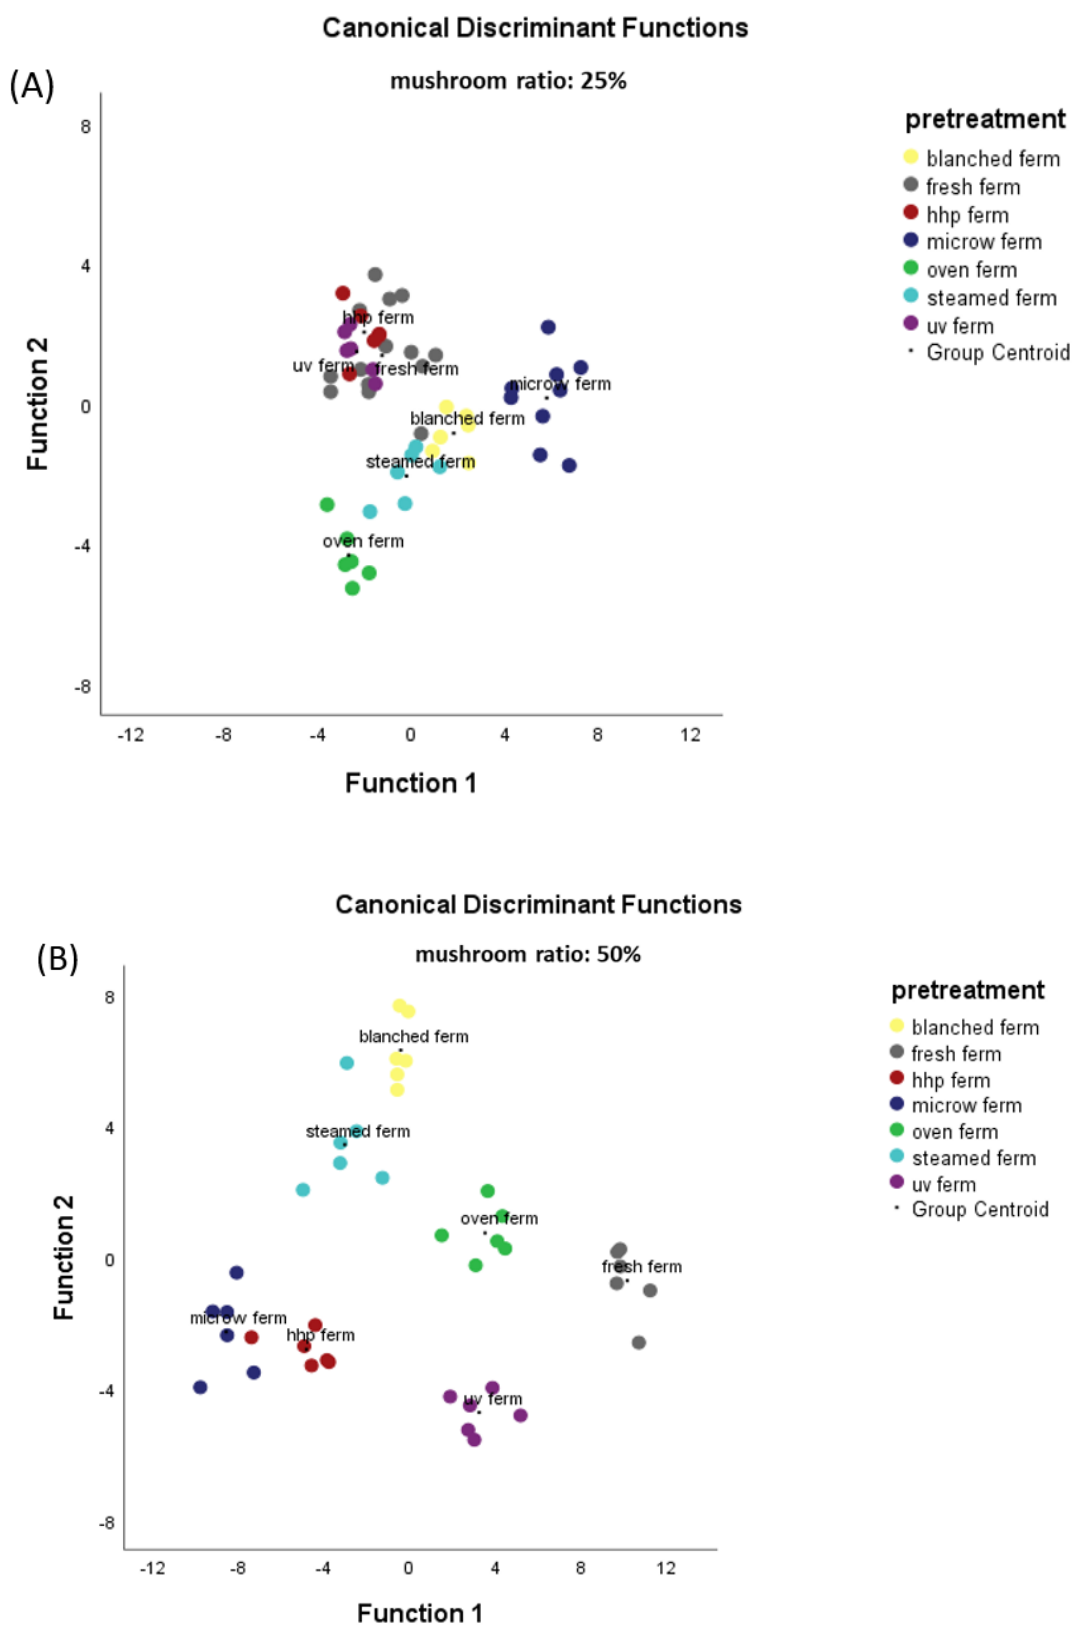 Canonical Discriminant Functions
(A)
mushroom ratio: 25%
pretreatment
blanched ferm
fresh ferm
hhp ferm
microw ferm
oven ferm
steamed ferm
uv ferm
Group Centroid
Function 2
8
4
0
-4
-8
hhp ferm
uv ferm
fresh ferm
microw ferm
blanched ferm
steamed ferm
oven ferm
-12 -8 -4 0 4 8 12
Function 1
Canonical Discriminant Functions
(B)
mushroom ratio: 50%
pretreatment
blanched ferm
fresh ferm
hhp ferm
microw ferm
oven ferm
steamed ferm
uv ferm
Group Centroid
Function 2
8
4
0
-4
-8
blanched ferm
steamed ferm
oven ferm
fresh ferm
microw ferm
hhp ferm
uv ferm
-12 -8 -4 0 4 8 12
Function 1